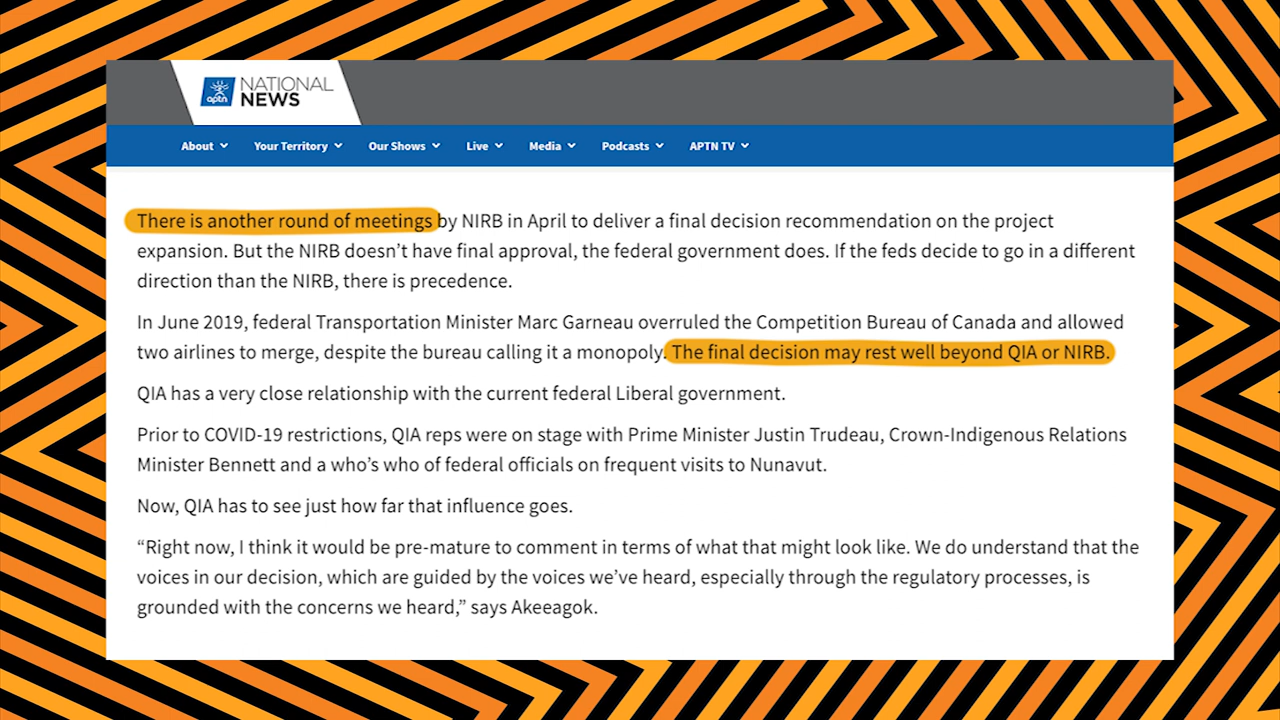 aptn
NATIONAL
NEWS
About Your Territory Our Shows Live Media Podcasts APTN TV
There is another round of meetings by NIRB in April to deliver a final decision recommendation on the project
expansion. But the NIRB doesn’t have final approval, the federal government does. If the feds decide to go in a different
direction than the NIRB, there is precedence.
In June 2019, federal Transportation Minister Marc Garneau overruled the Competition Bureau of Canada and allowed
two airlines to merge, despite the bureau calling it a monopoly. The final decision may rest well beyond QIA or NIRB.
QIA has a very close relationship with the current federal Liberal government.
Prior to COVID-19 restrictions, QIA reps were on stage with Prime Minister Justin Trudeau, Crown-Indigenous Relations
Minister Bennett and a who’s who of federal officials on frequent visits to Nunavut.
Now, QIA has to see just how far that influence goes.
“Right now, I think it would be pre-mature to comment in terms of what that might look like. We do understand that the
voices in our decision, which are guided by the voices we’ve heard, especially through the regulatory processes, is
grounded with the concerns we heard,” says Akeeagok.